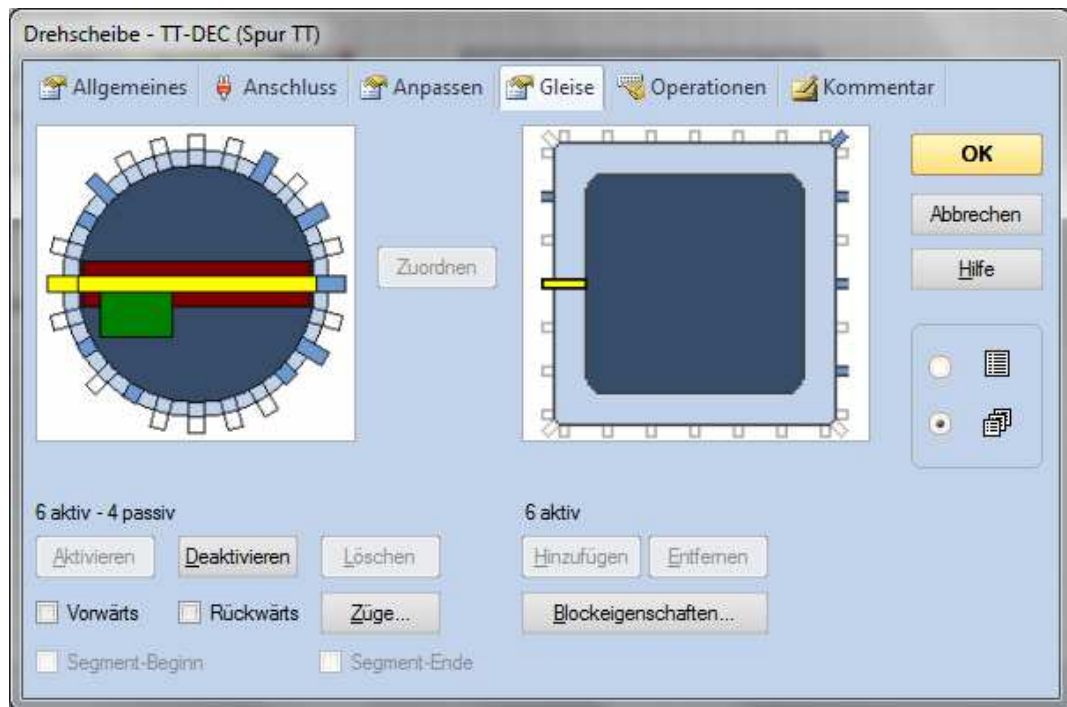 Drehscheibe - TT-DEC (Spur TT)
Allgemeines Anschluss Anpassen Gleise Operationen Kommentar
OK
Zuordnen
Abbrechen
Hilfe
6 aktiv - 4 passiv
6 aktiv
Aktivieren Deaktivieren Löschen Hinzufügen Entfernen
Vorwärts Rückwärts Züge... Blockeigenschaften...
Segment-Beginn Segment-Ende